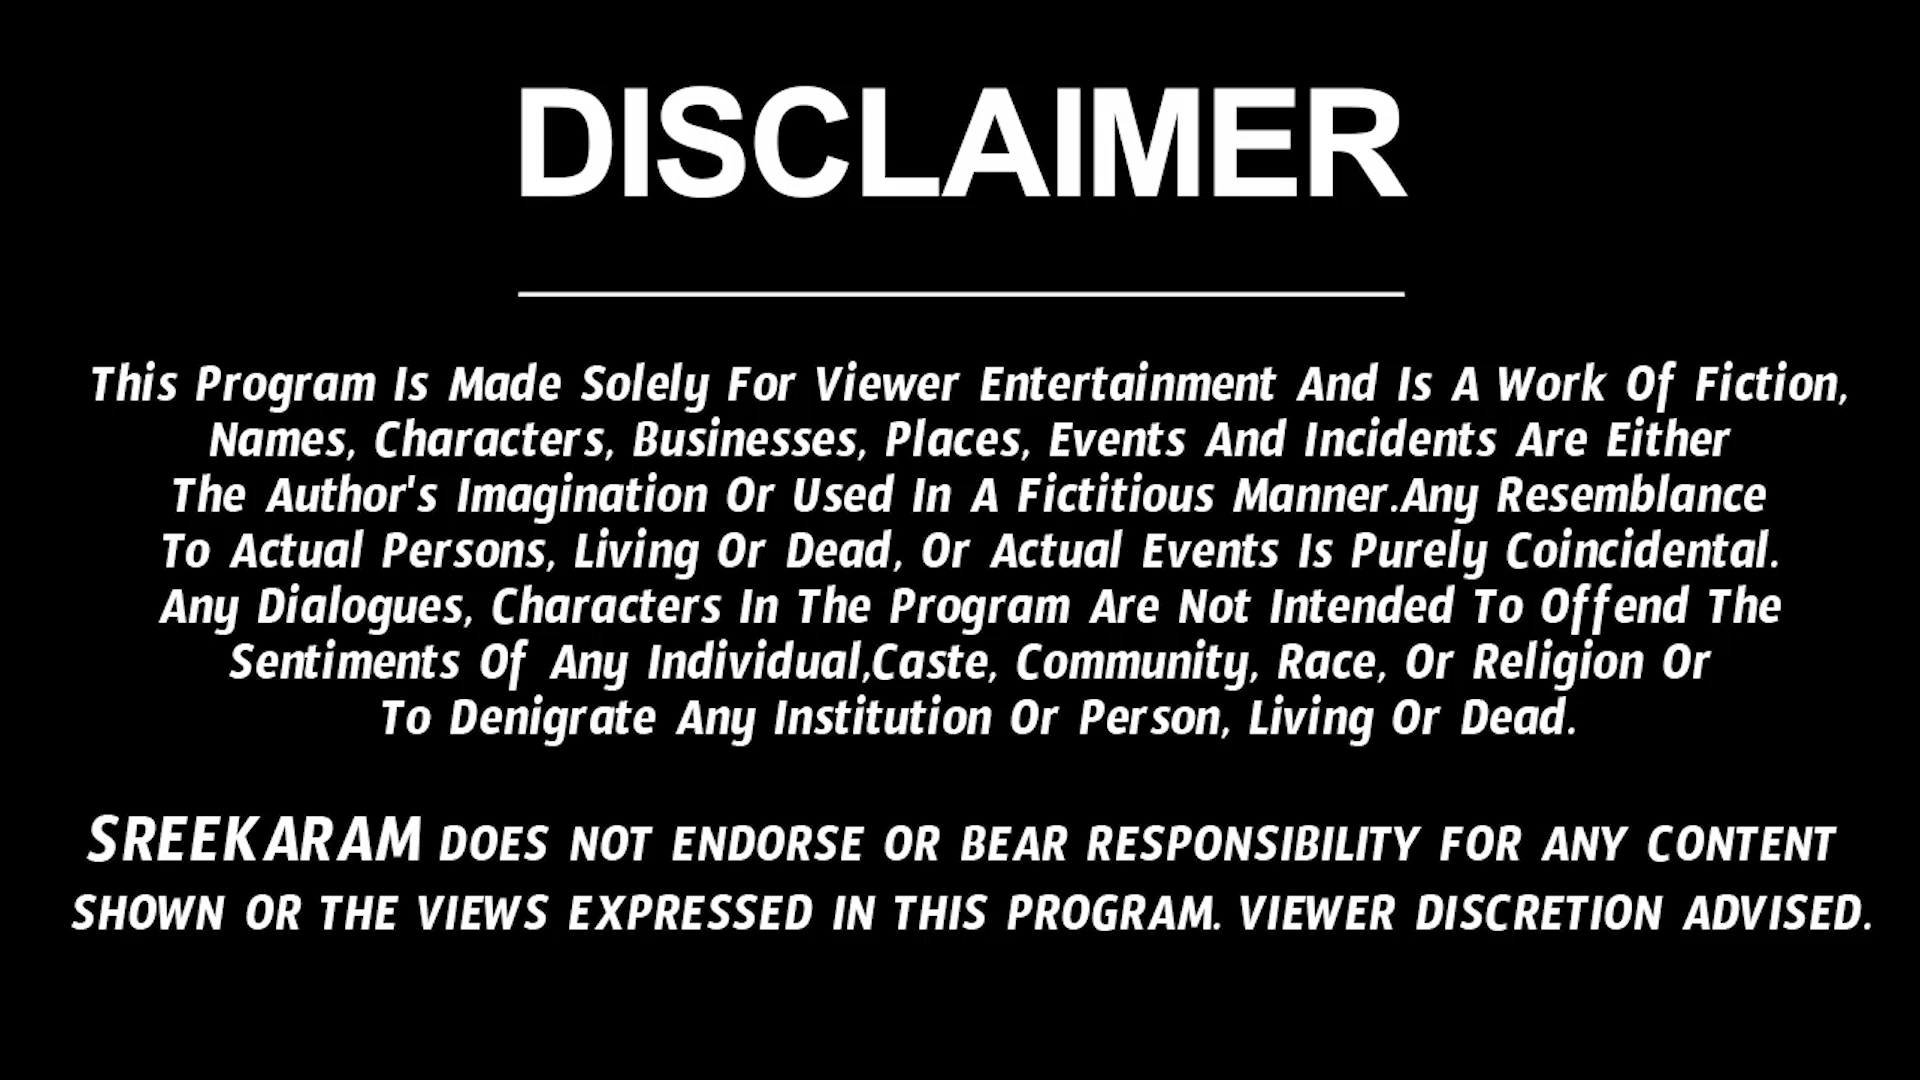 DISCLAIMER
This Program Is Made Solely For Viewer Entertainment And Is A Work Of Fiction,
Names, Characters, Businesses, Places, Events And Incidents Are Either
The Author's Imagination Or Used In A Fictitious Manner.Any Resemblance
To Actual Persons, Living Or Dead, Or Actual Events Is Purely Coincidental.
Any Dialogues, Characters In The Program Are Not Intended To Offend The
Sentiments Of Any Individual,Caste, Community, Race, Or Religion Or
To Denigrate Any Institution Or Person, Living Or Dead.
SREEKARAM DOES NOT ENDORSE OR BEAR RESPONSIBILITY FOR ANY CONTENT
SHOWN OR THE VIEWS EXPRESSED IN THIS PROGRAM. VIEWER DISCRETION ADVISED.